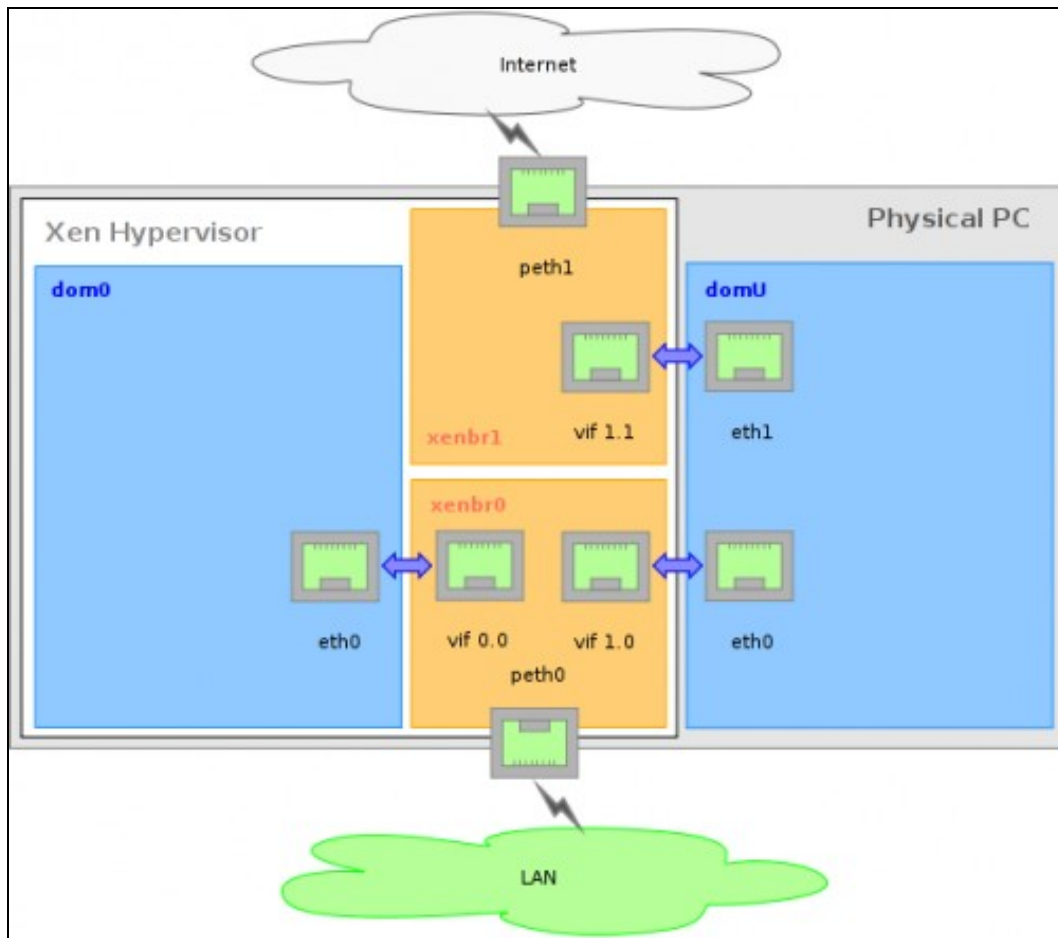 Internet
Xen Hypervisor
Physical PC
peth1
dom0
domU
xenbr1
vif 1.1
eth1
xenbr0
eth0
vif 0.0
vif 1.0
eth0
peth0
LAN